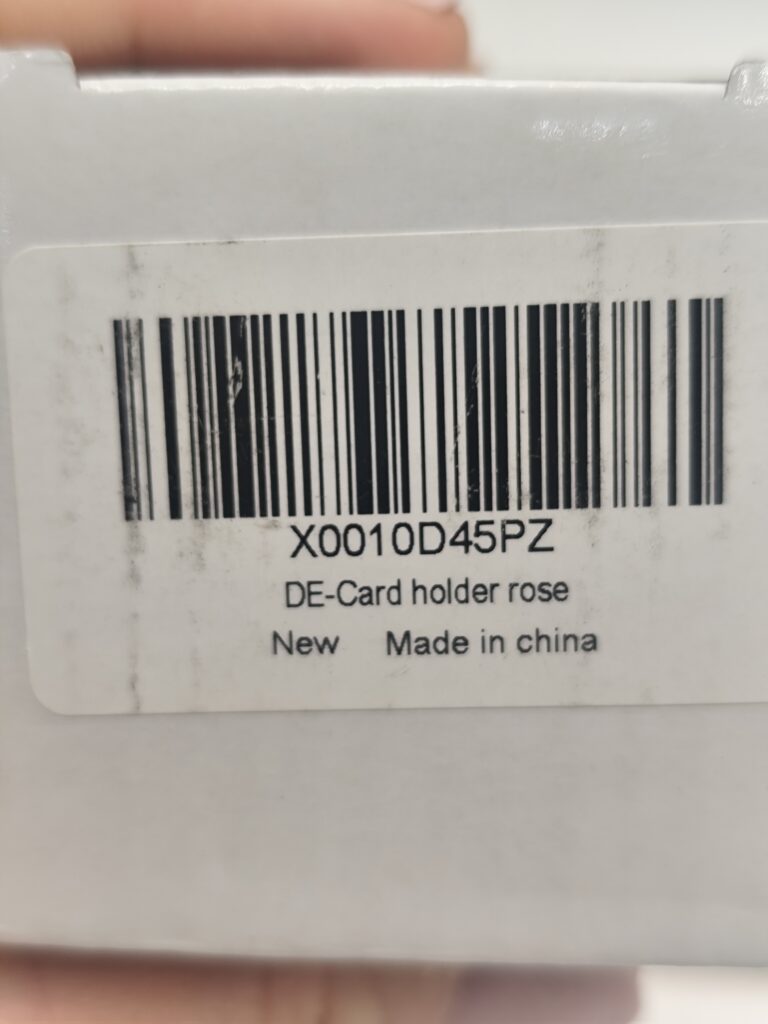 X0010D45PZ
DE-Card holder rose
New Made in china